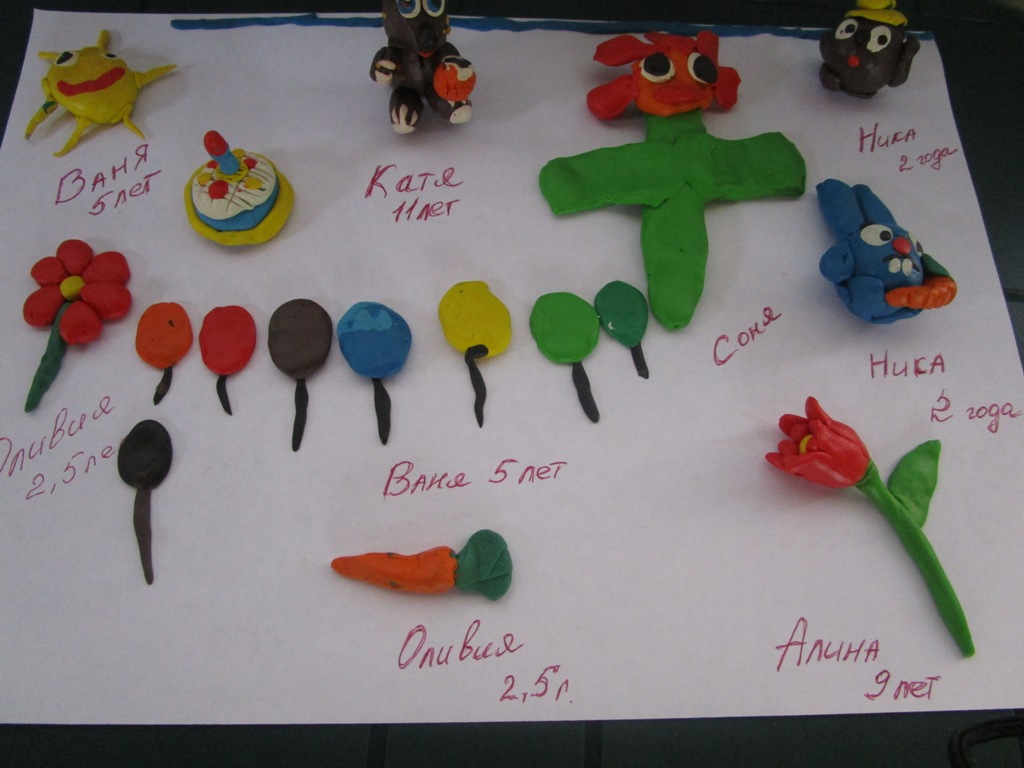 Ваня
5 лет
Катя
11 лет
Ника
2 года
Соня
Ника
2 года
Оливия
2,5 ле
Ваня 5 лет
Оливия
2,5 г.
Алина
9 лет